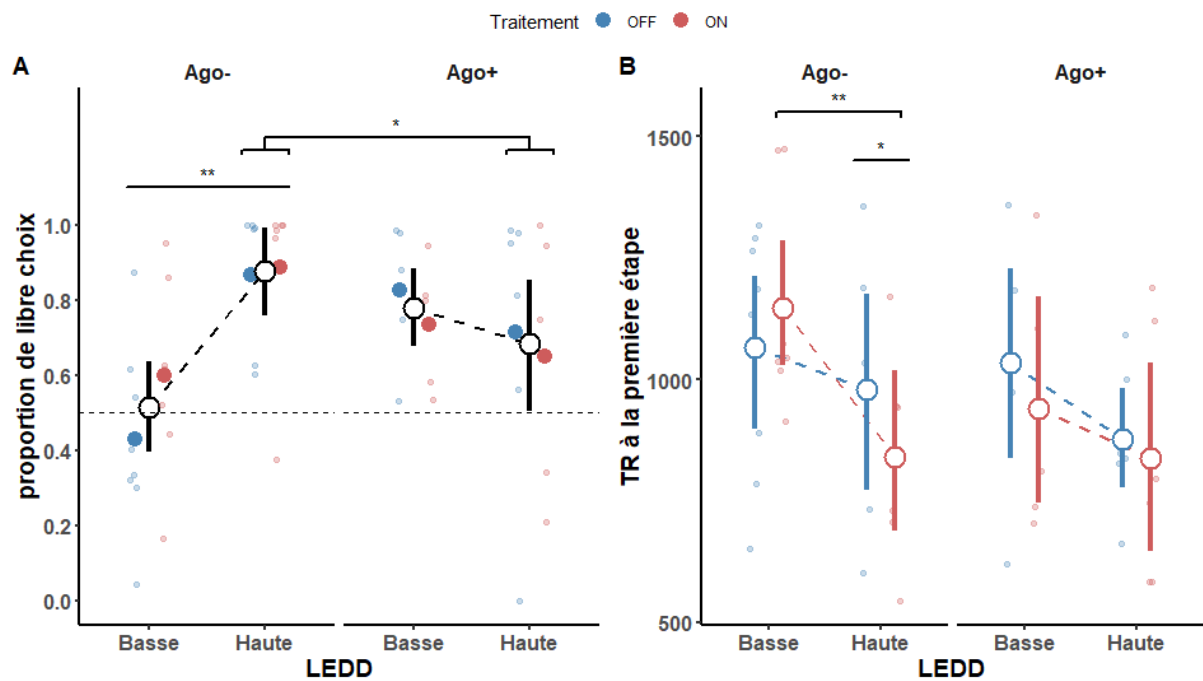 Traitement OFF ON
A
Ago- Ago+
*
**
proportion de libre choix
1.0
0.8
0.6
0.4
0.2
0.0
Basse Haute Basse Haute
LEDD
B
Ago- Ago+
**
*
TR à la première étape
1500
1000
500
Basse Haute Basse Haute
LEDD